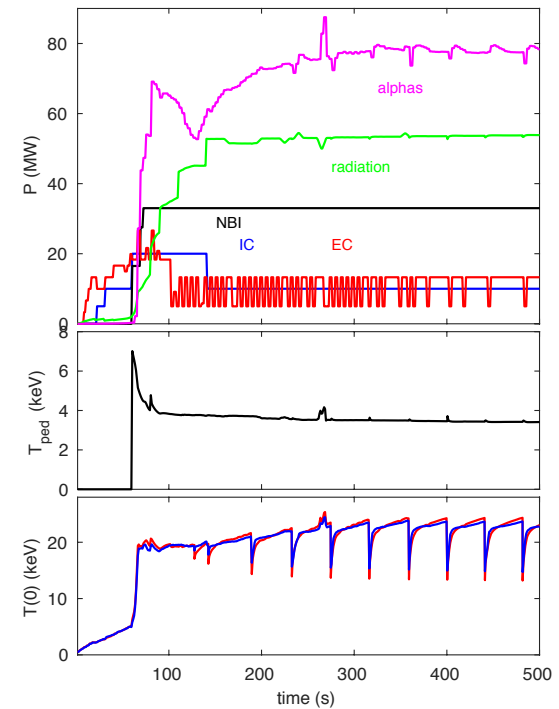 80
60
40
20
0
P (MW)
alphas
radiation
NBI
IC
EC
8
6
4
2
0
T_ped (keV)
20
10
0
T(0) (keV)
100
200
300
400
500
time (s)